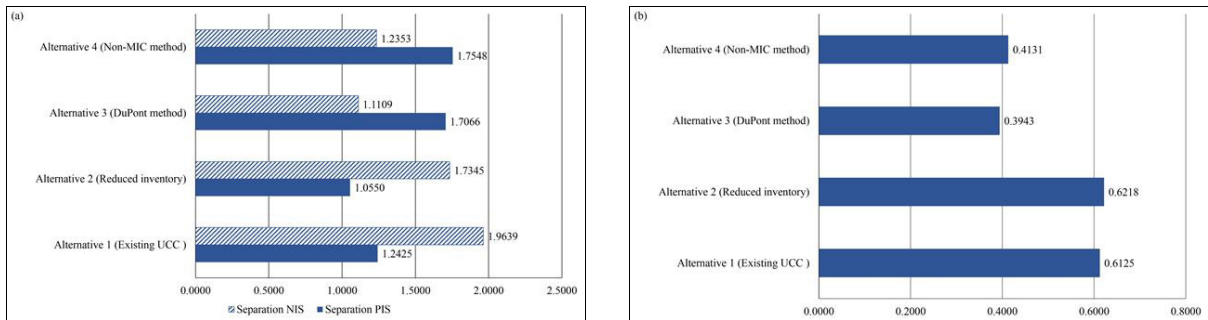 (a)
Alternative 4 (Non-MIC method)
1.2353
1.7548
Alternative 3 (DuPont method)
1.1109
1.7066
Alternative 2 (Reduced inventory)
1.7345
1.0550
Alternative 1 (Existing UCC )
1.9639
1.2425
0.0000 0.5000 1.0000 1.5000 2.0000 2.5000
Separation NIS Separation PIS
(b)
Alternative 4 (Non-MIC method)
0.4131
Alternative 3 (DuPont method)
0.3943
Alternative 2 (Reduced inventory)
0.6218
Alternative 1 (Existing UCC )
0.6125
0.0000 0.2000 0.4000 0.6000 0.8000